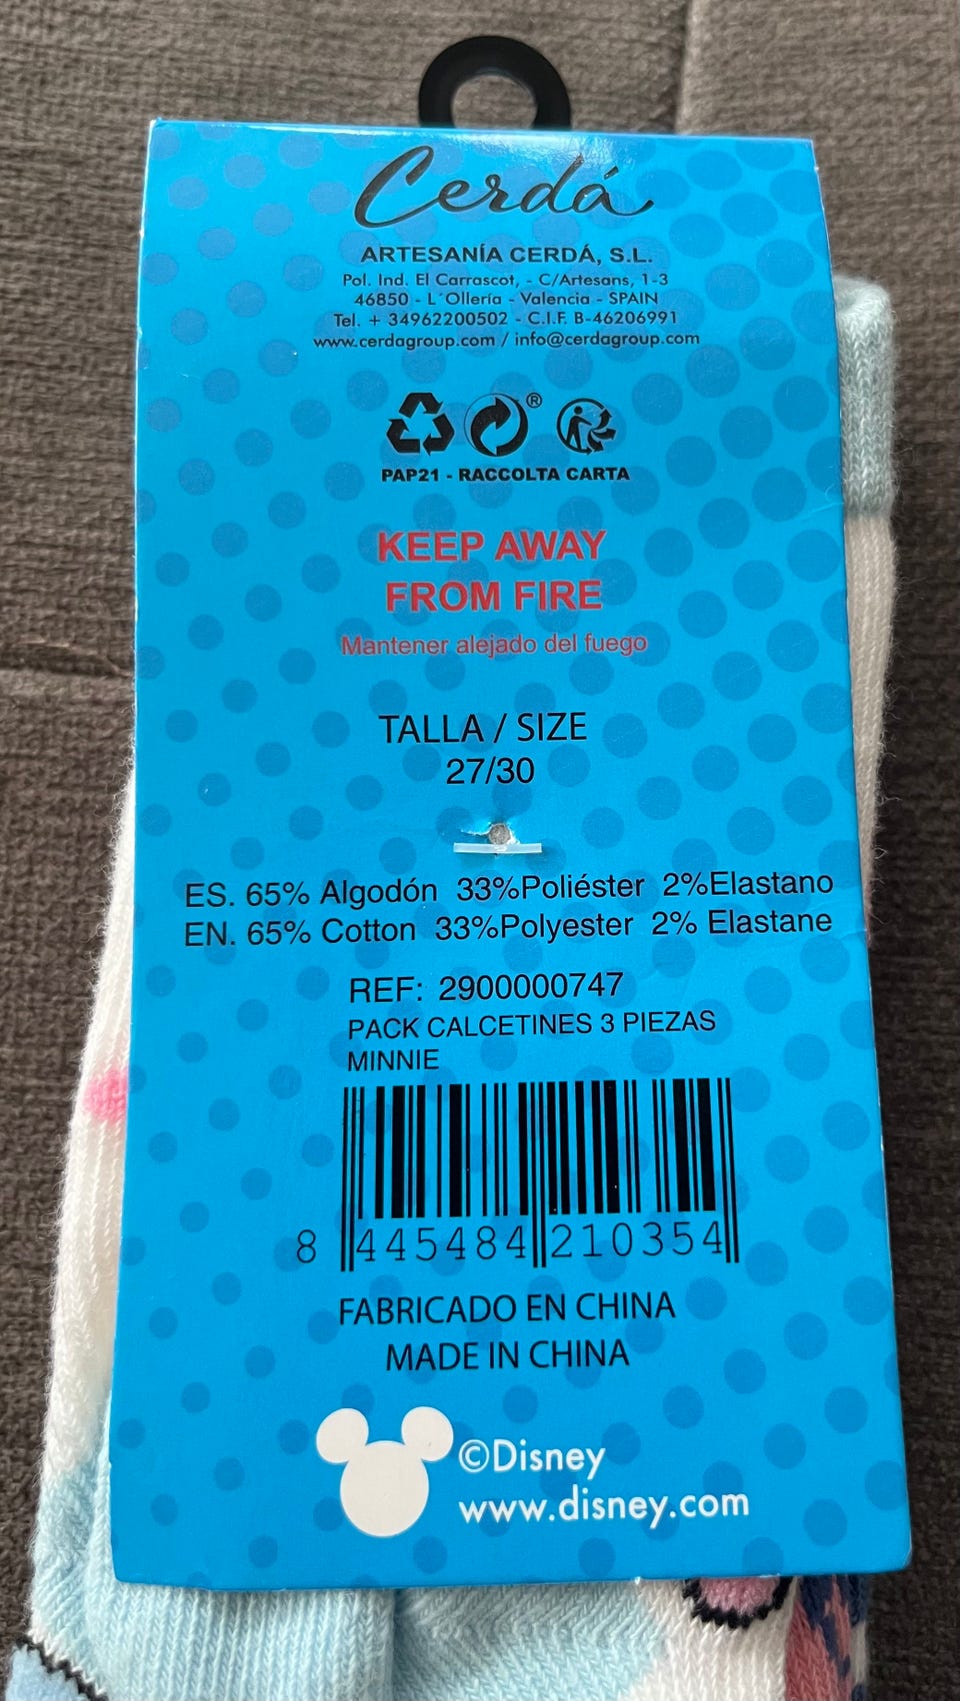 Cerdá
ARTESANÍA CERDÁ, S.L.
Pol. Ind. El Carrascot, - C/Artesans, 1-3
46850 - L´Ollería - Valencia - SPAIN
Tel. + 34962200502 - C.I.F. B-46206991
www.cerdagroup.com / info@cerdagroup.com
®
PAP21 - RACCOLTA CARTA
KEEP AWAY
FROM FIRE
Mantener alejado del fuego
TALLA / SIZE
27/30
ES. 65% Algodón 33%Poliéster 2%Elastano
EN. 65% Cotton 33%Polyester 2% Elastane
REF: 2900000747
PACK CALCETINES 3 PIEZAS
MINNIE
8 445484 210354
FABRICADO EN CHINA
MADE IN CHINA
©Disney
www.disney.com